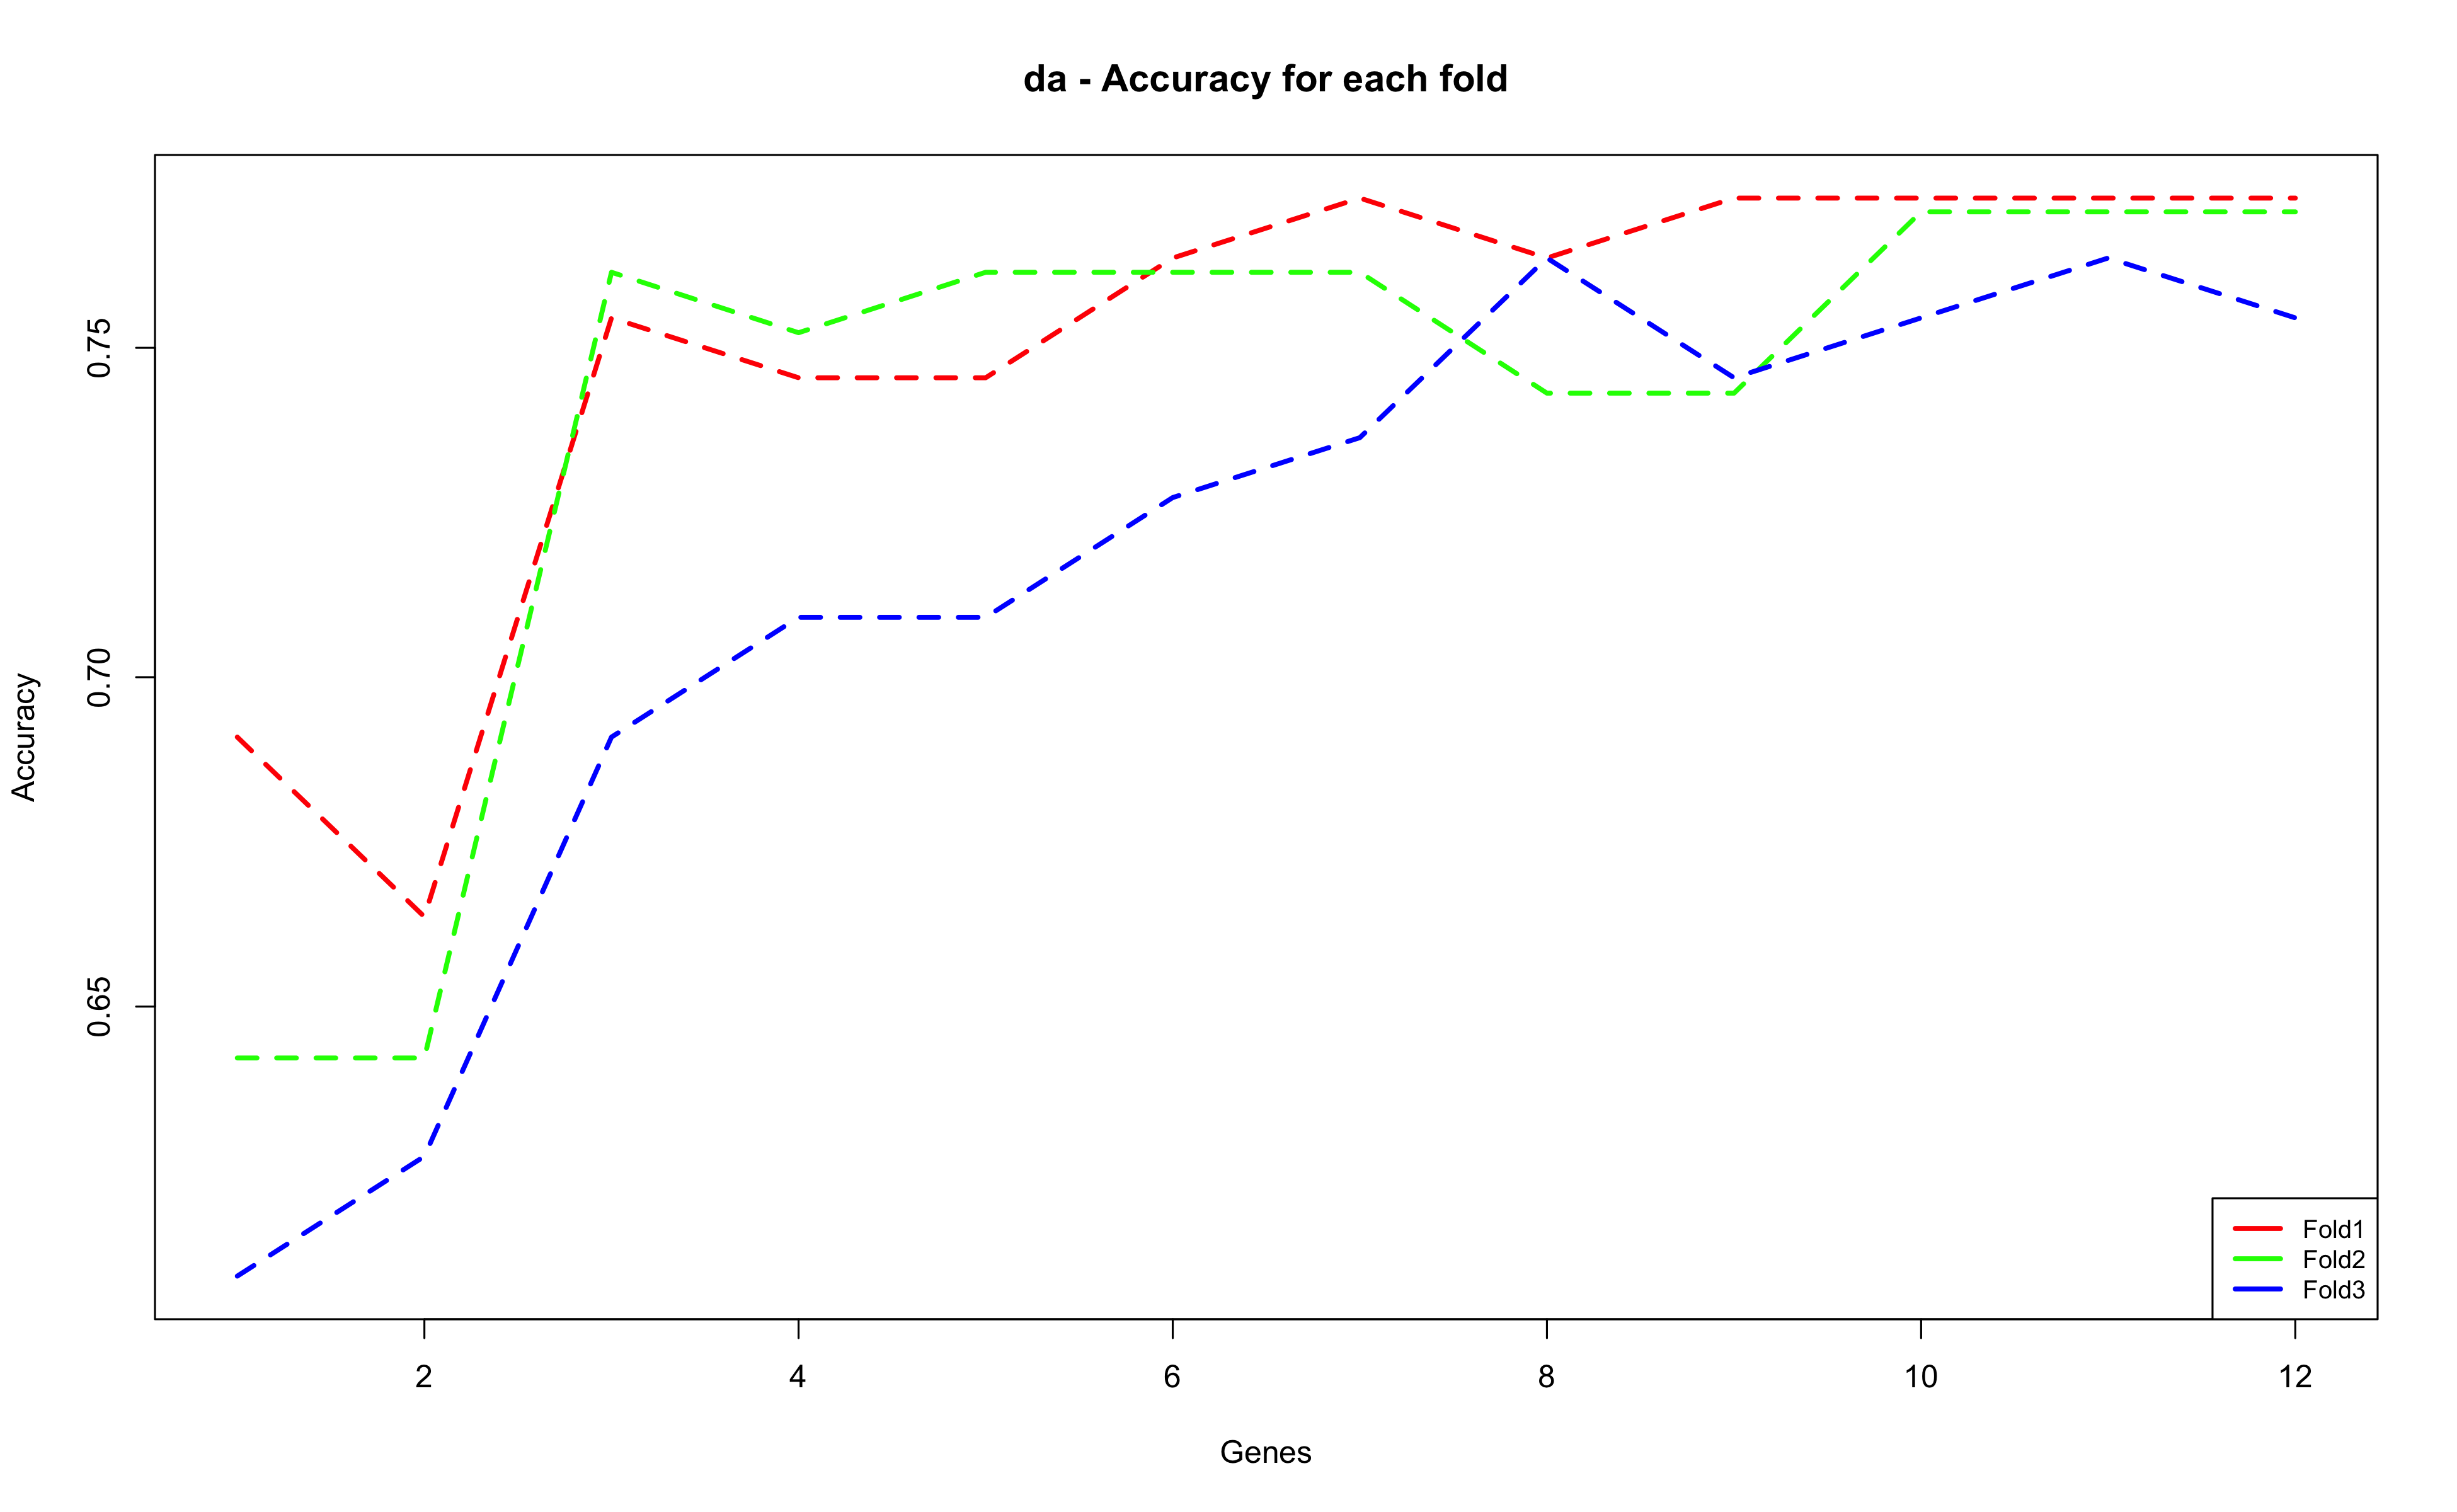 da - Accuracy for each fold
Accuracy
0.75
0.70
0.65
2 4 6 8 10 12
Genes
Fold1
Fold2
Fold3